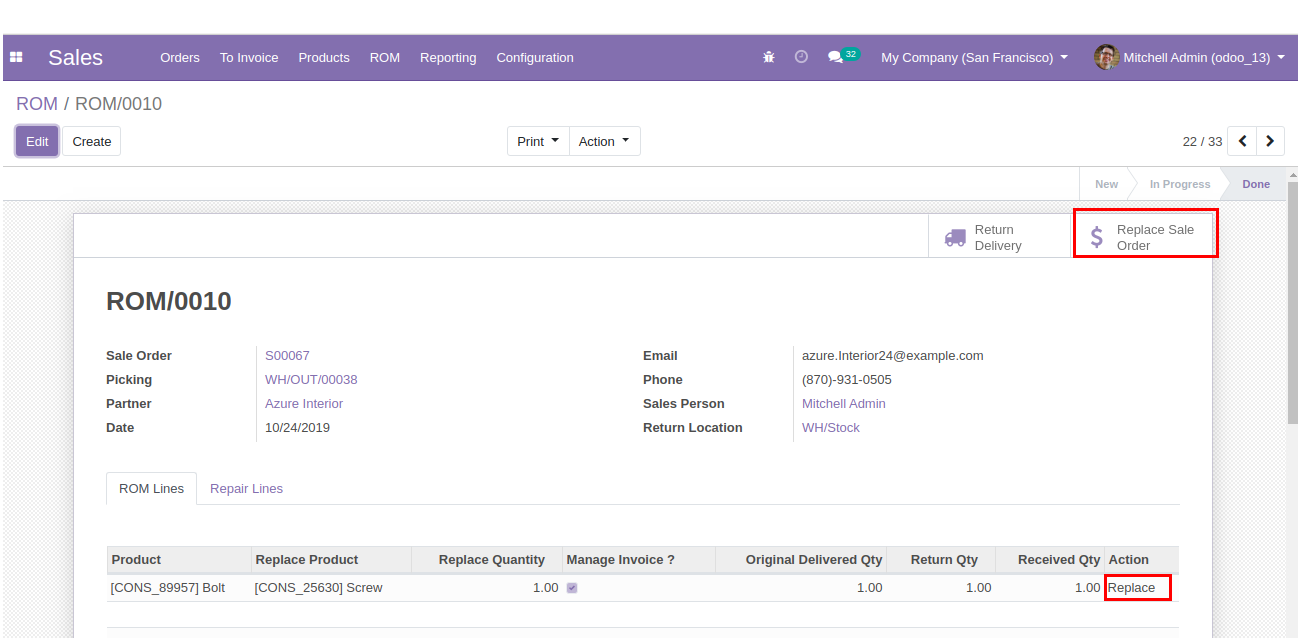 Sales Orders To Invoice Products ROM Reporting Configuration 32 My Company (San Francisco) Mitchell Admin (odoo_13)
ROM / ROM/0010
Edit Create Print Action 22 / 33
New In Progress Done
Return Delivery
Replace Sale Order
ROM/0010
Sale Order S00067 Email azure.Interior24@example.com
Picking WH/OUT/00038 Phone (870)-931-0505
Partner Azure Interior Sales Person Mitchell Admin
Date 10/24/2019 Return Location WH/Stock
ROM Lines Repair Lines
Product Replace Product Replace Quantity Manage Invoice ? Original Delivered Qty Return Qty Received Qty Action
[CONS_89957] Bolt [CONS_25630] Screw 1.00 1.00 1.00 1.00 Replace